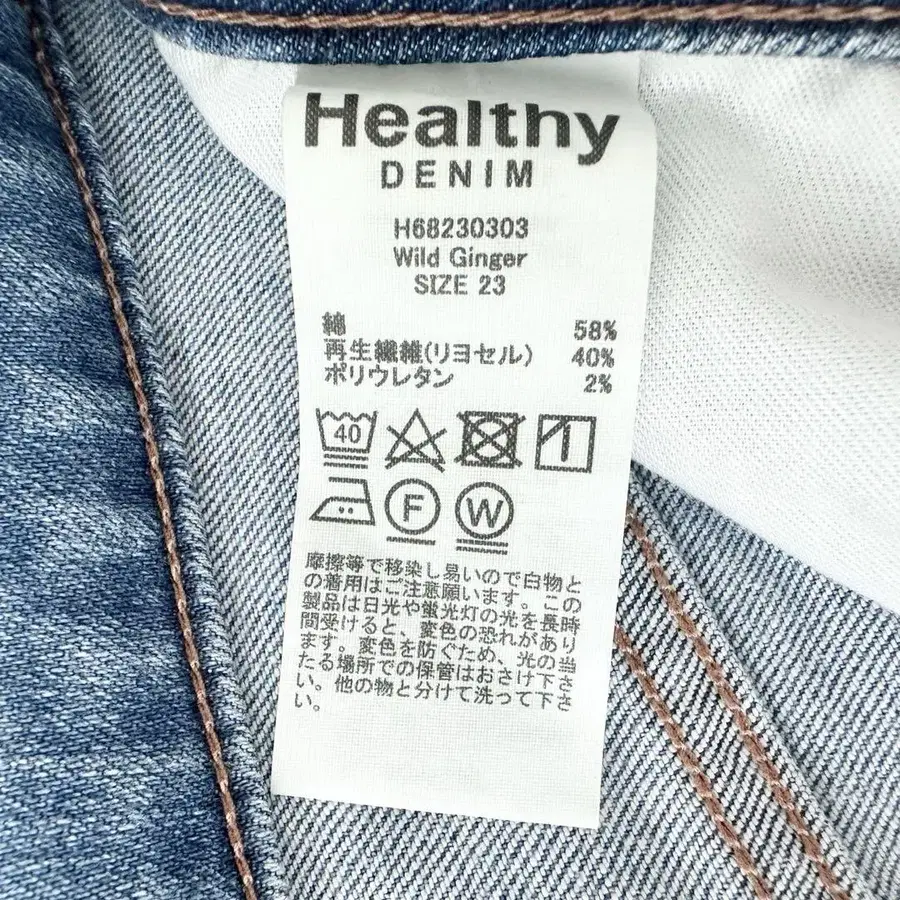 Healthy
DENIM
H68230303
Wild Ginger
SIZE 23
綿 58%
再生繊維(リヨセル) 40%
ポリウレタン 2%
40
F W
摩擦等で移染し易いので白物と
の着用はご注意願います。この
製品は日光や蛍光灯の光を長時
間受けると、変色の恐れがあり
ます。変色を防ぐため、光の当
たる場所での保管はおさけ下さ
い。他の物と分けて洗って下さ
い。